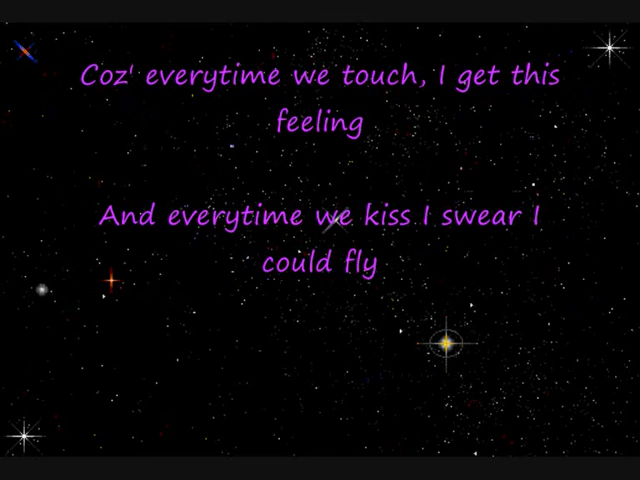 Coz' everytime we touch, I get this
feeling
And everytime we kiss I swear I
could fly